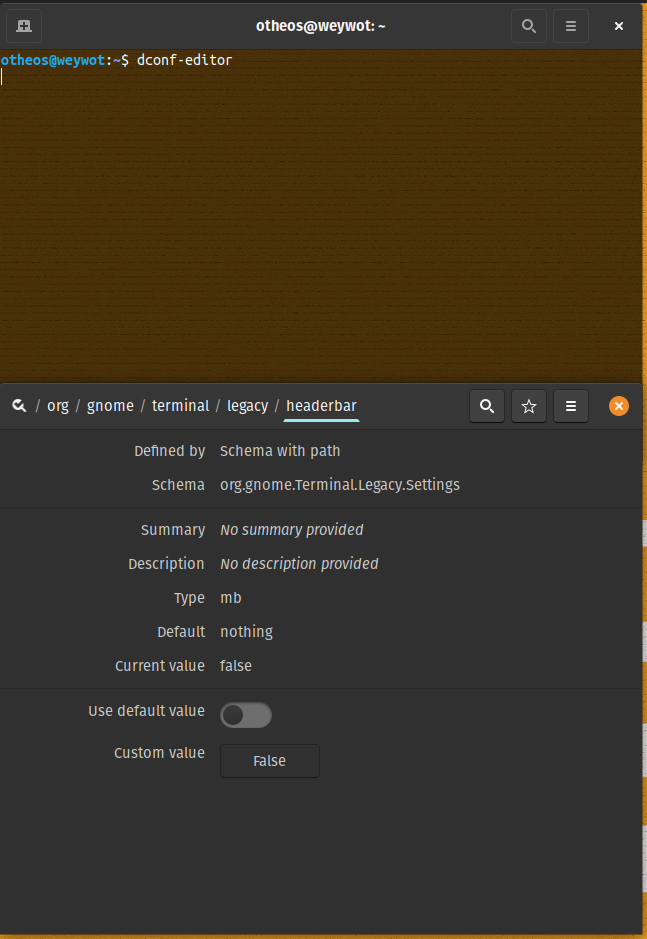 otheos@weywot: ~
otheos@weywot:~$ dconf-editor
/ org / gnome / terminal / legacy / headerbar
Defined by Schema with path
Schema org.gnome.Terminal.Legacy.Settings
Summary No summary provided
Description No description provided
Type mb
Default nothing
Current value false
Use default value
Custom value False